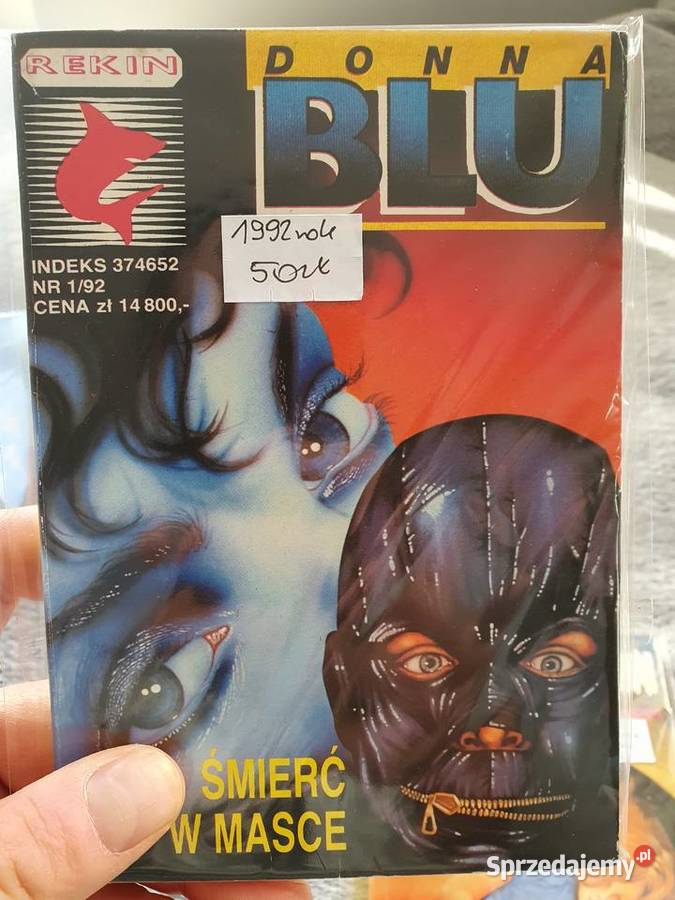 REKIN
DONNA
BLU
1992 rok
50zł
INDEKS 374652
NR 1/92
CENA zł 14 800,-
ŚMIERĆ
W MASCE
Sprzedajemy.pl